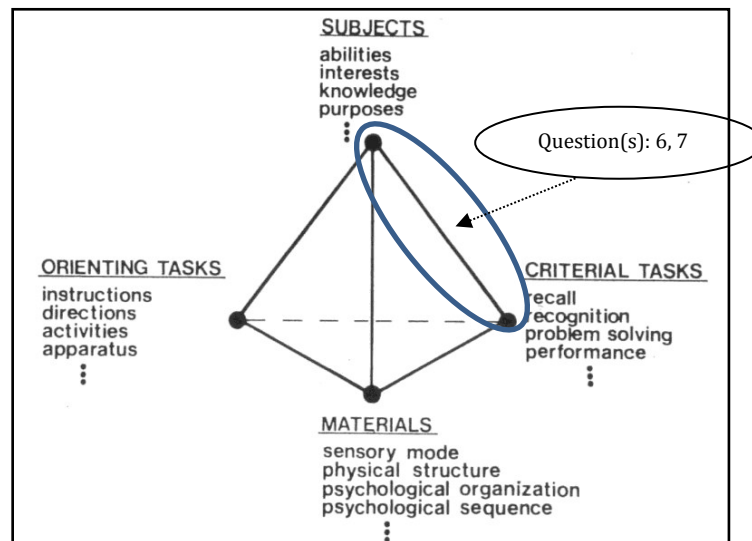 SUBJECTS
abilities
interests
knowledge
purposes
Question(s): 6, 7
ORIENTING TASKS
instructions
directions
activities
apparatus
CRITERIAL TASKS
recall
recognition
problem solving
performance
MATERIALS
sensory mode
physical structure
psychological organization
psychological sequence